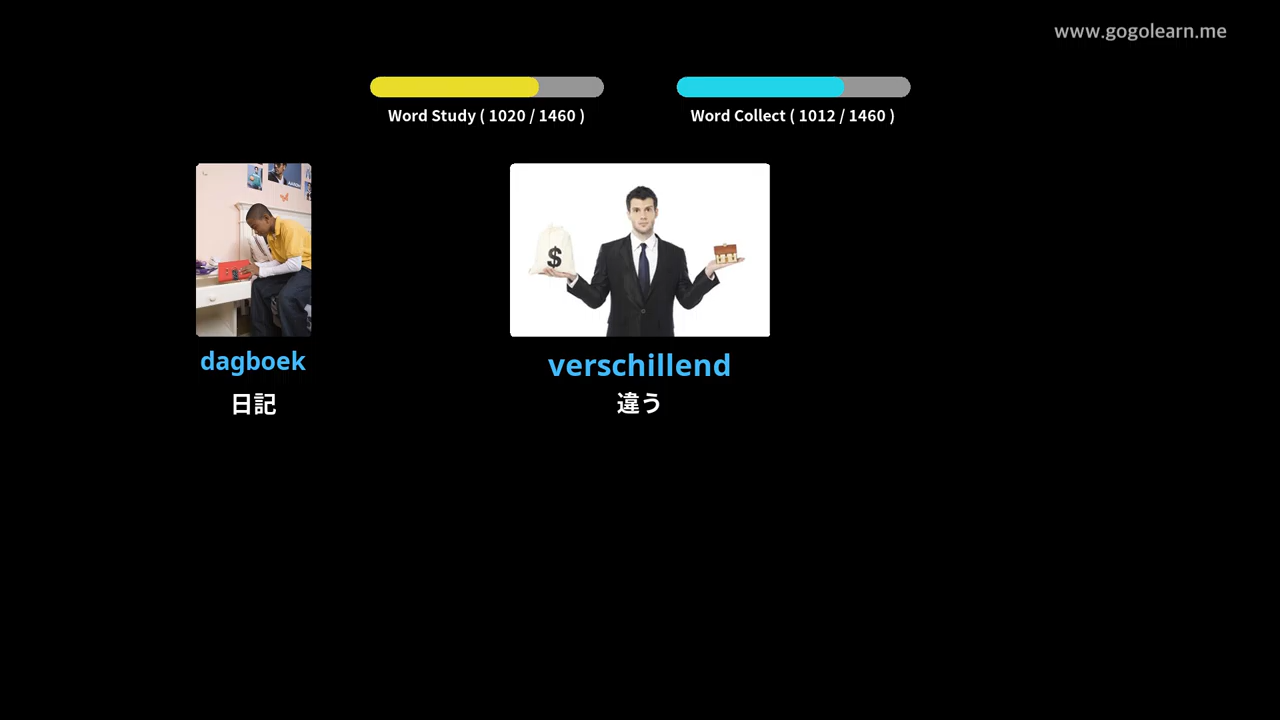 www.gogolearn.me
Word Study ( 1020 / 1460 )
Word Collect ( 1012 / 1460 )
$
dagboek
日記
verschillend
違う